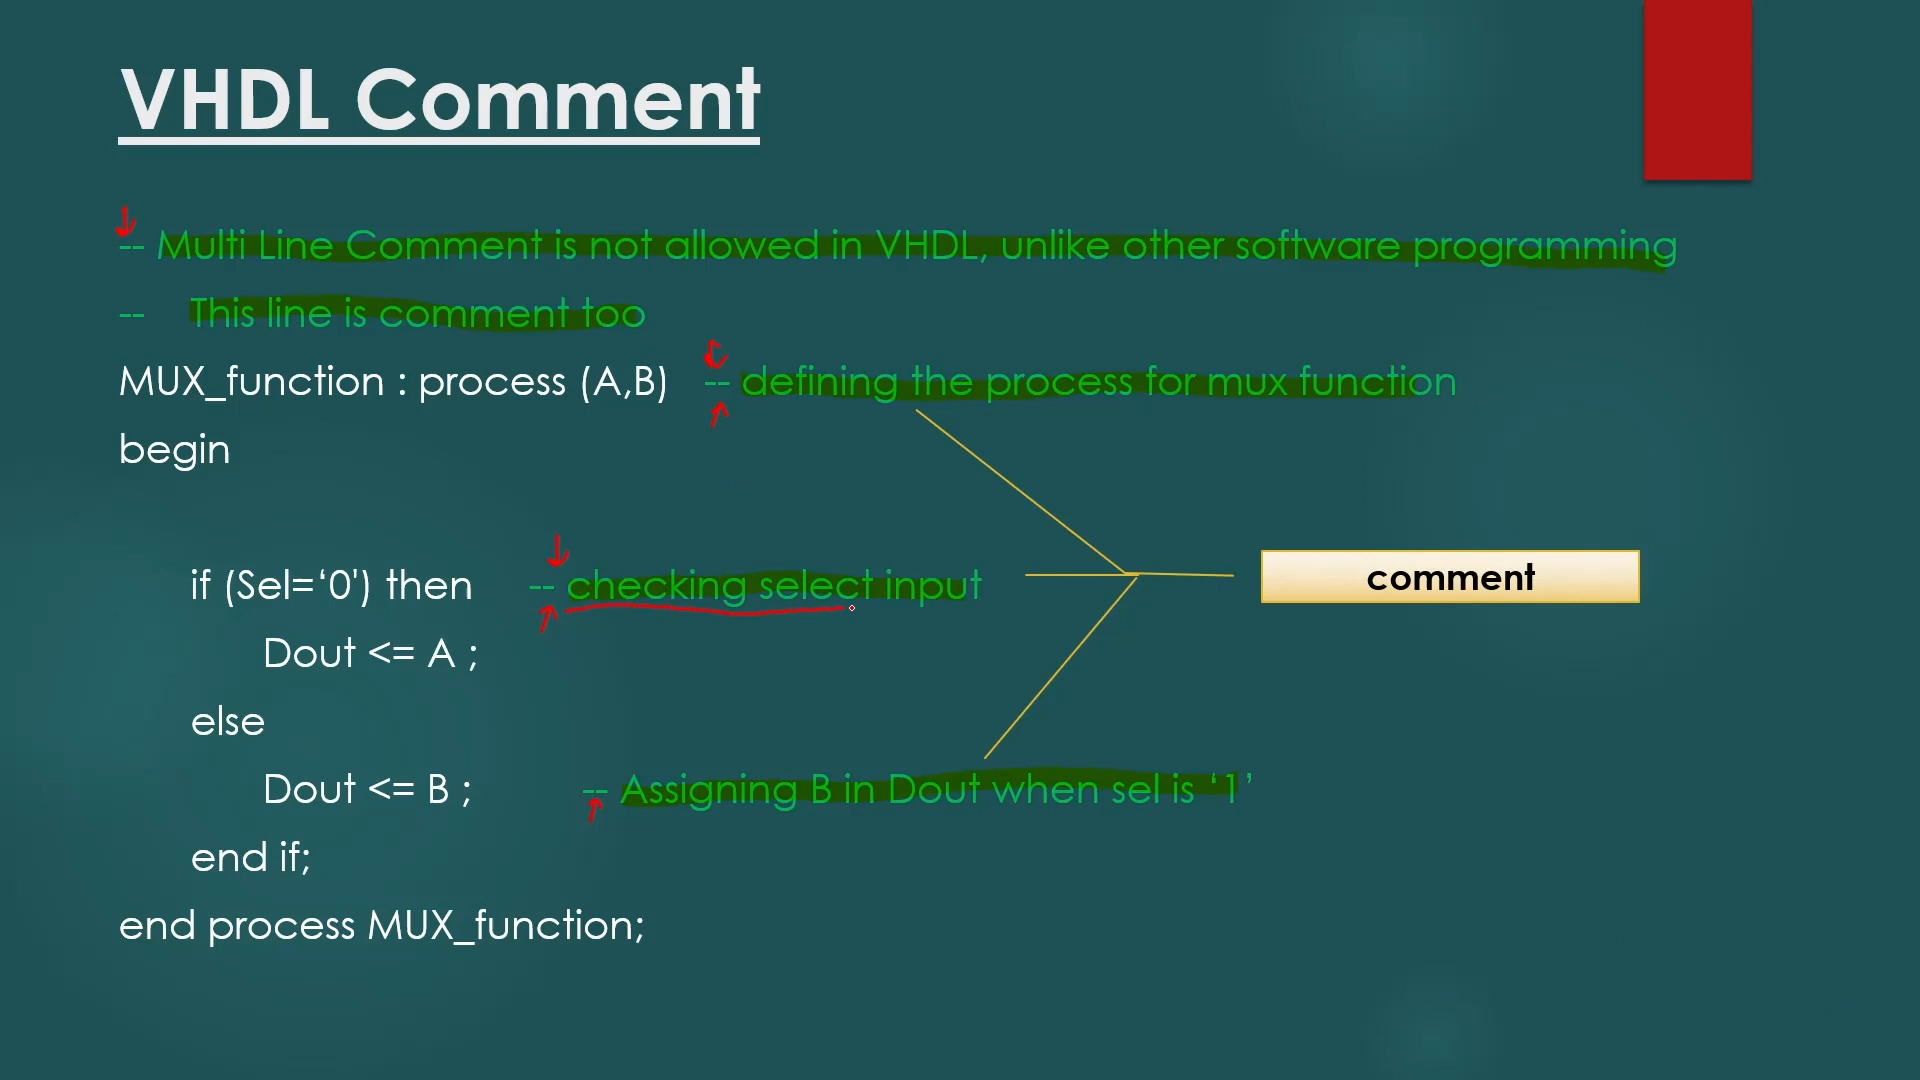 VHDL Comment
-- Multi Line Comment is not allowed in VHDL, unlike other software programming
-- This line is comment too
MUX_function : process (A,B) -- defining the process for mux function
begin
if (Sel=‘0') then -- checking select input
comment
Dout <= A ;
else
Dout <= B ; -- Assigning B in Dout when sel is ‘1’
end if;
end process MUX_function;